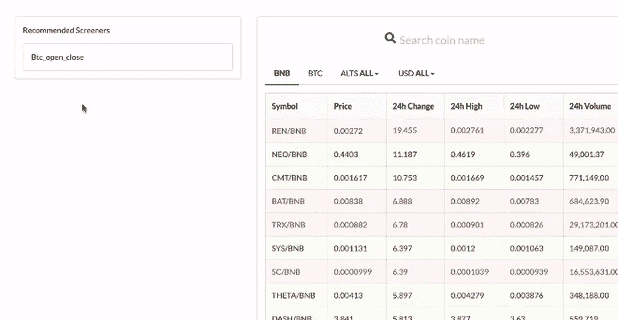 Recommended Screeners
Btc_open_close
Search coin name
BNB BTC ALTS ALL USD ALL
Symbol Price 24h Change 24h High 24h Low 24h Volume
REN/BNB 0.00272 19.455 0.002761 0.002277 3,371,943.00
NEO/BNB 0.4403 11.187 0.4619 0.396 49,001.37
CMT/BNB 0.001617 10.753 0.001669 0.001457 771,149.00
BAT/BNB 0.00838 6.888 0.00892 0.00783 684,623.90
TRX/BNB 0.000882 6.78 0.000901 0.000826 29,173,201.00
SYS/BNB 0.001131 6.397 0.0012 0.001063 149,087.00
SC/BNB 0.0000999 6.39 0.0001039 0.0000939 16,553,631.00
THETA/BNB 0.00413 5.897 0.004279 0.003876 348,188.00
DASH/BNB 3.841 5.813 3.877 3.63 559.719